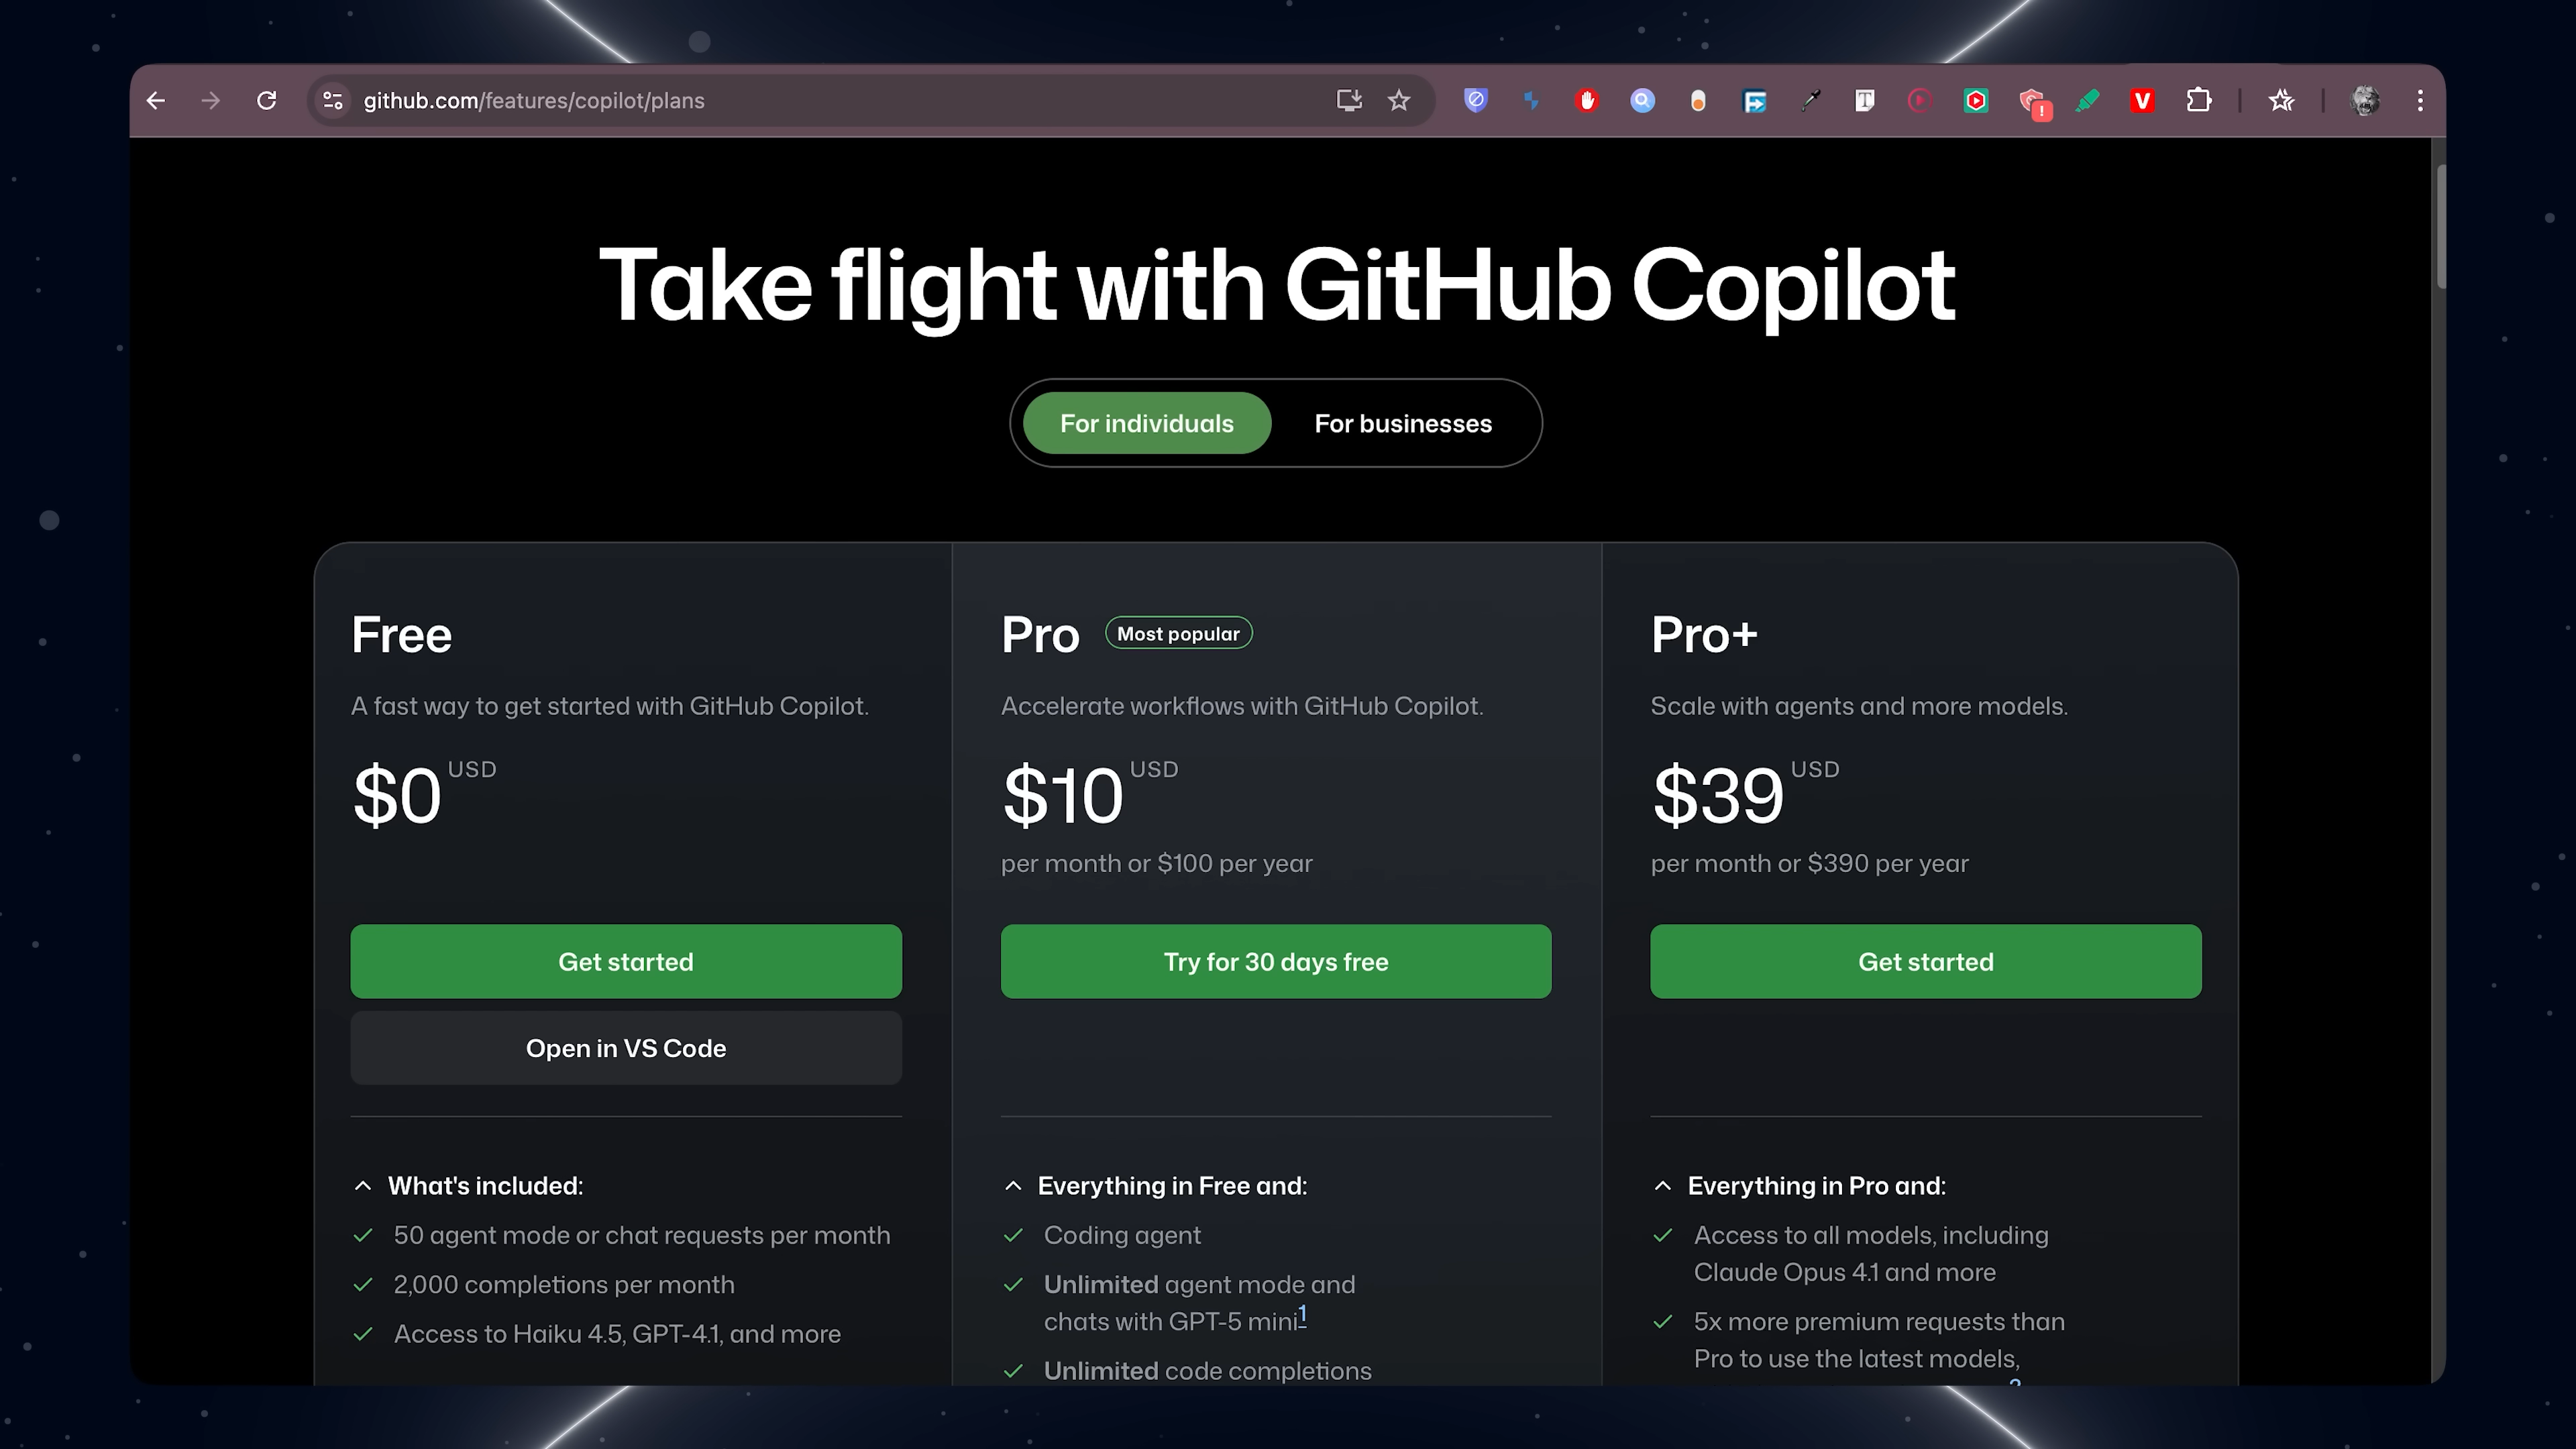 github.com/features/copilot/plans
Take flight with GitHub Copilot
For individuals
For businesses
Free
A fast way to get started with GitHub Copilot.
$0 USD
Get started
Open in VS Code
What's included:
50 agent mode or chat requests per month
2,000 completions per month
Access to Haiku 4.5, GPT-4.1, and more
Pro
Most popular
Accelerate workflows with GitHub Copilot.
$10 USD
per month or $100 per year
Try for 30 days free
Everything in Free and:
Coding agent
Unlimited agent mode and
chats with GPT-5 mini1
Unlimited code completions
Pro+
Scale with agents and more models.
$39 USD
per month or $390 per year
Get started
Everything in Pro and:
Access to all models, including
Claude Opus 4.1 and more
5x more premium requests than
Pro to use the latest models,